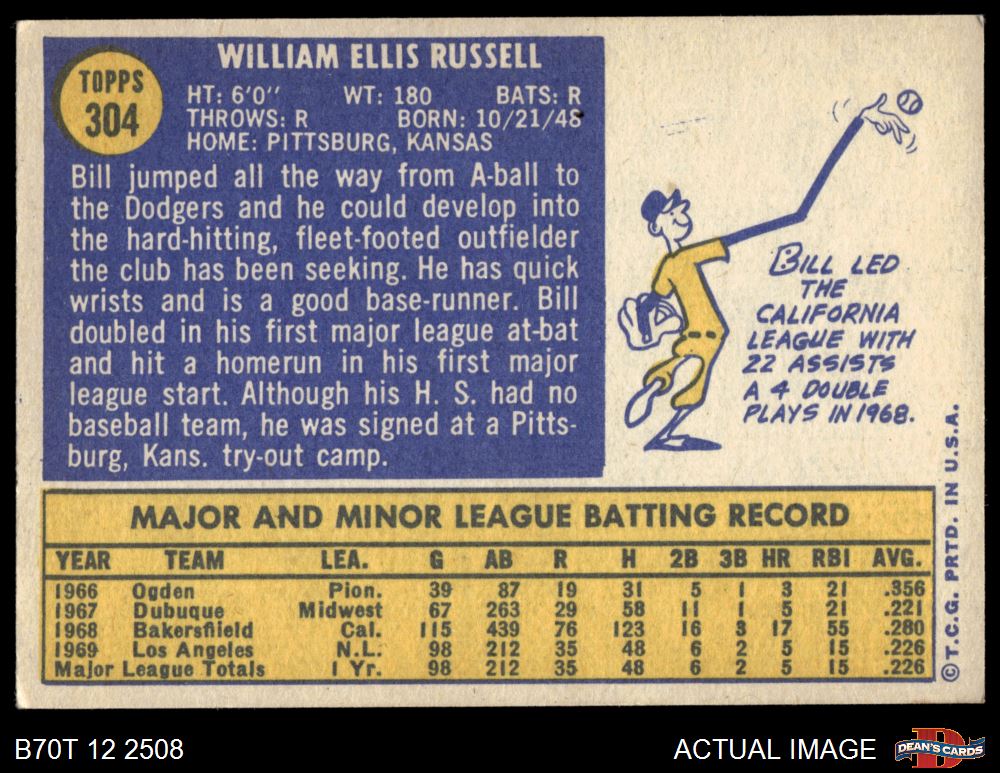 TOPPS
304
WILLIAM ELLIS RUSSELL
HT: 6'0" WT: 180 BATS: R
THROWS: R BORN: 10/21/48
HOME: PITTSBURG, KANSAS
Bill jumped all the way from A-ball to
the Dodgers and he could develop into
the hard-hitting, fleet-footed outfielder
the club has been seeking. He has quick
wrists and is a good base-runner. Bill
doubled in his first major league at-bat
and hit a homerun in his first major
league start. Although his H. S. had no
baseball team, he was signed at a Pitts-
burg, Kans. try-out camp.
BILL LED
THE
CALIFORNIA
LEAGUE WITH
22 ASSISTS
A 4 DOUBLE
PLAYS IN 1968.
MAJOR AND MINOR LEAGUE BATTING RECORD
YEAR TEAM LEA. G AB R H 2B 3B HR RBI AVG.
1966 Ogden Pion. 39 87 19 31 5 1 3 21 .356
1967 Dubuque Midwest 67 263 29 58 11 1 5 21 .221
1968 Bakersfiield Cal. 115 439 76 123 16 3 17 55 .280
1969 Los Angeles N.L. 98 212 35 48 6 2 5 15 .226
Major League Totals 1 Yr. 98 212 35 48 6 2 5 15 .226
©T.C.G. PRTD. IN U.S.A.
B70T 12 2508
ACTUAL IMAGE
DEAN'S CARDS